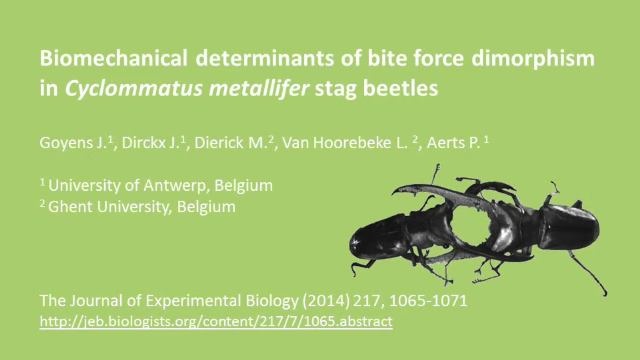 Biomechanical determinants of bite force dimorphism
in Cyclommatus metallifer stag beetles
Goyens J.¹, Dirckx J.¹, Dierick M.², Van Hoorebeke L. ², Aerts P. ¹
¹ University of Antwerp, Belgium
² Ghent University, Belgium
The Journal of Experimental Biology (2014) 217, 1065-1071
http://jeb.biologists.org/content/217/7/1065.abstract